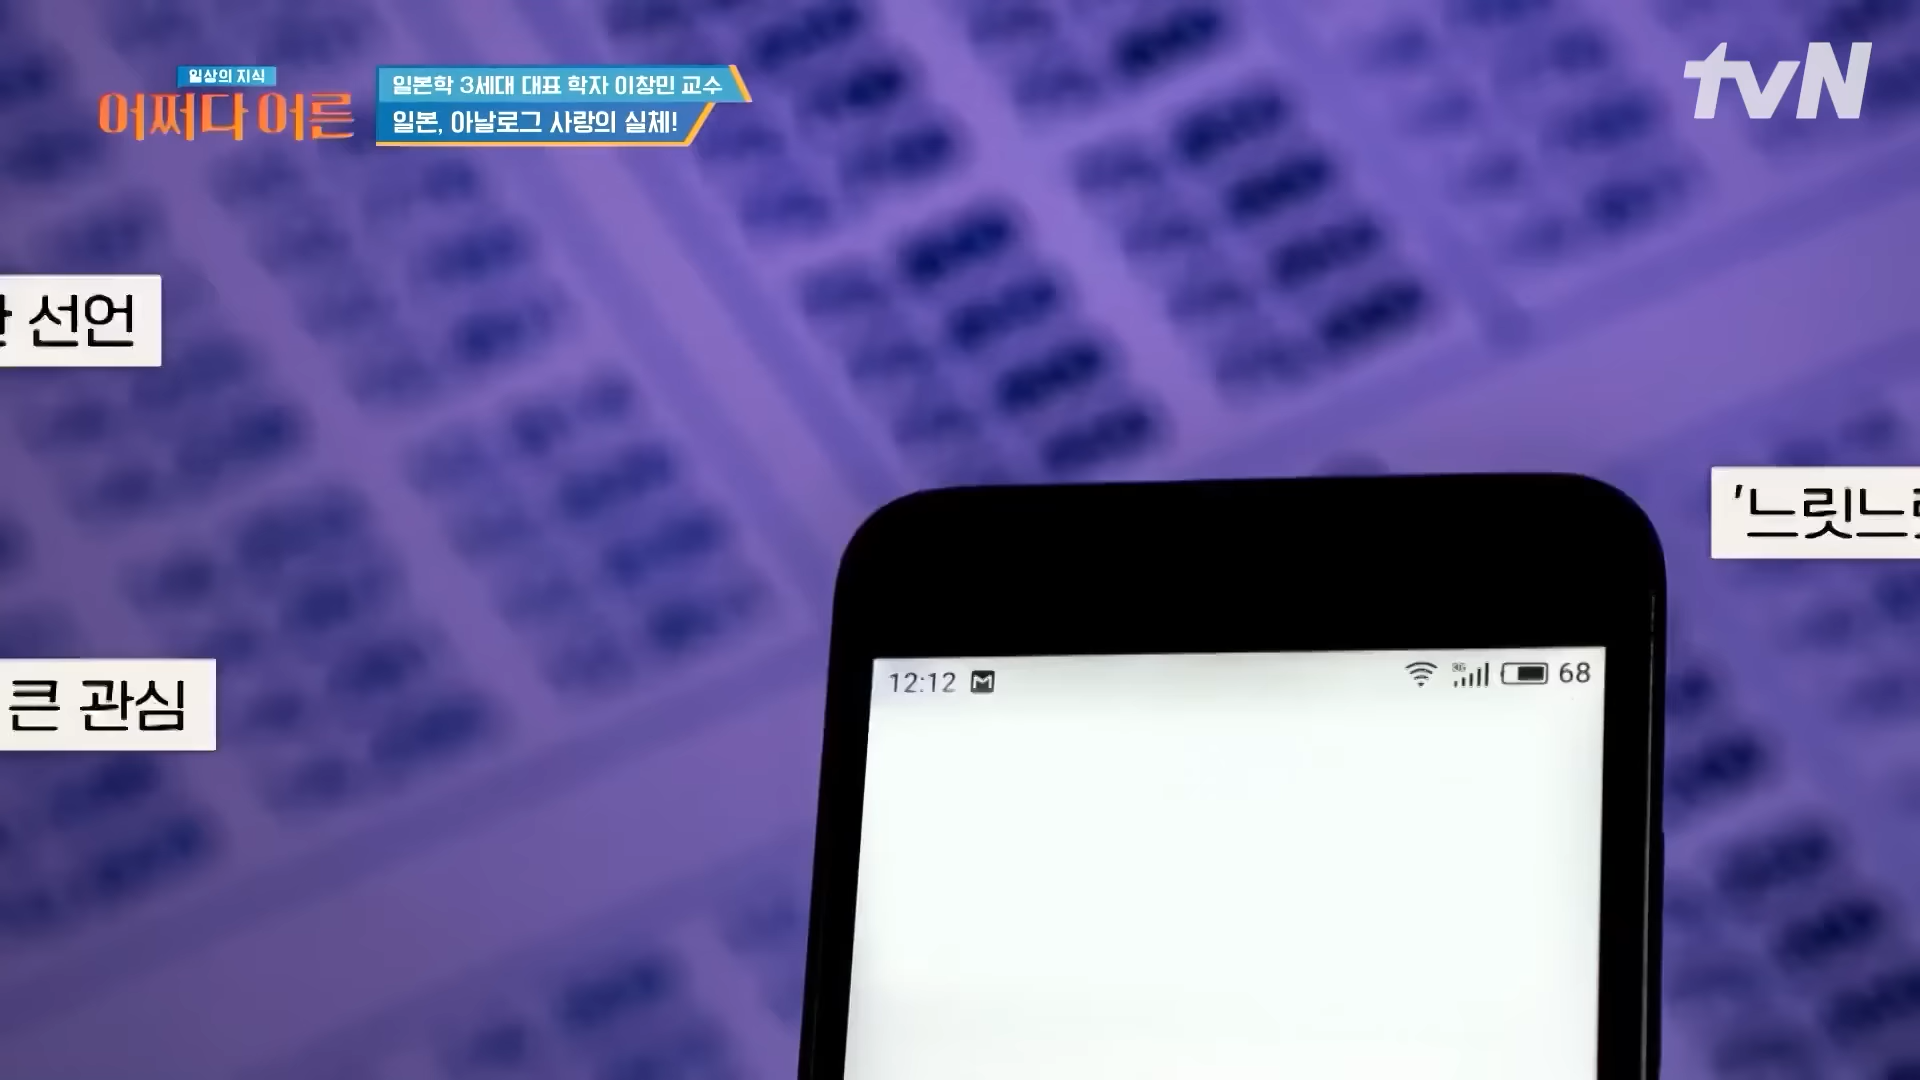 일상의 지식
어쩌다 어른
일본학 3세대 대표 학자 이창민 교수
일본, 아날로그 사랑의 실체!
tvN
선언
'느릿느
큰 관심
12:12
3G
68